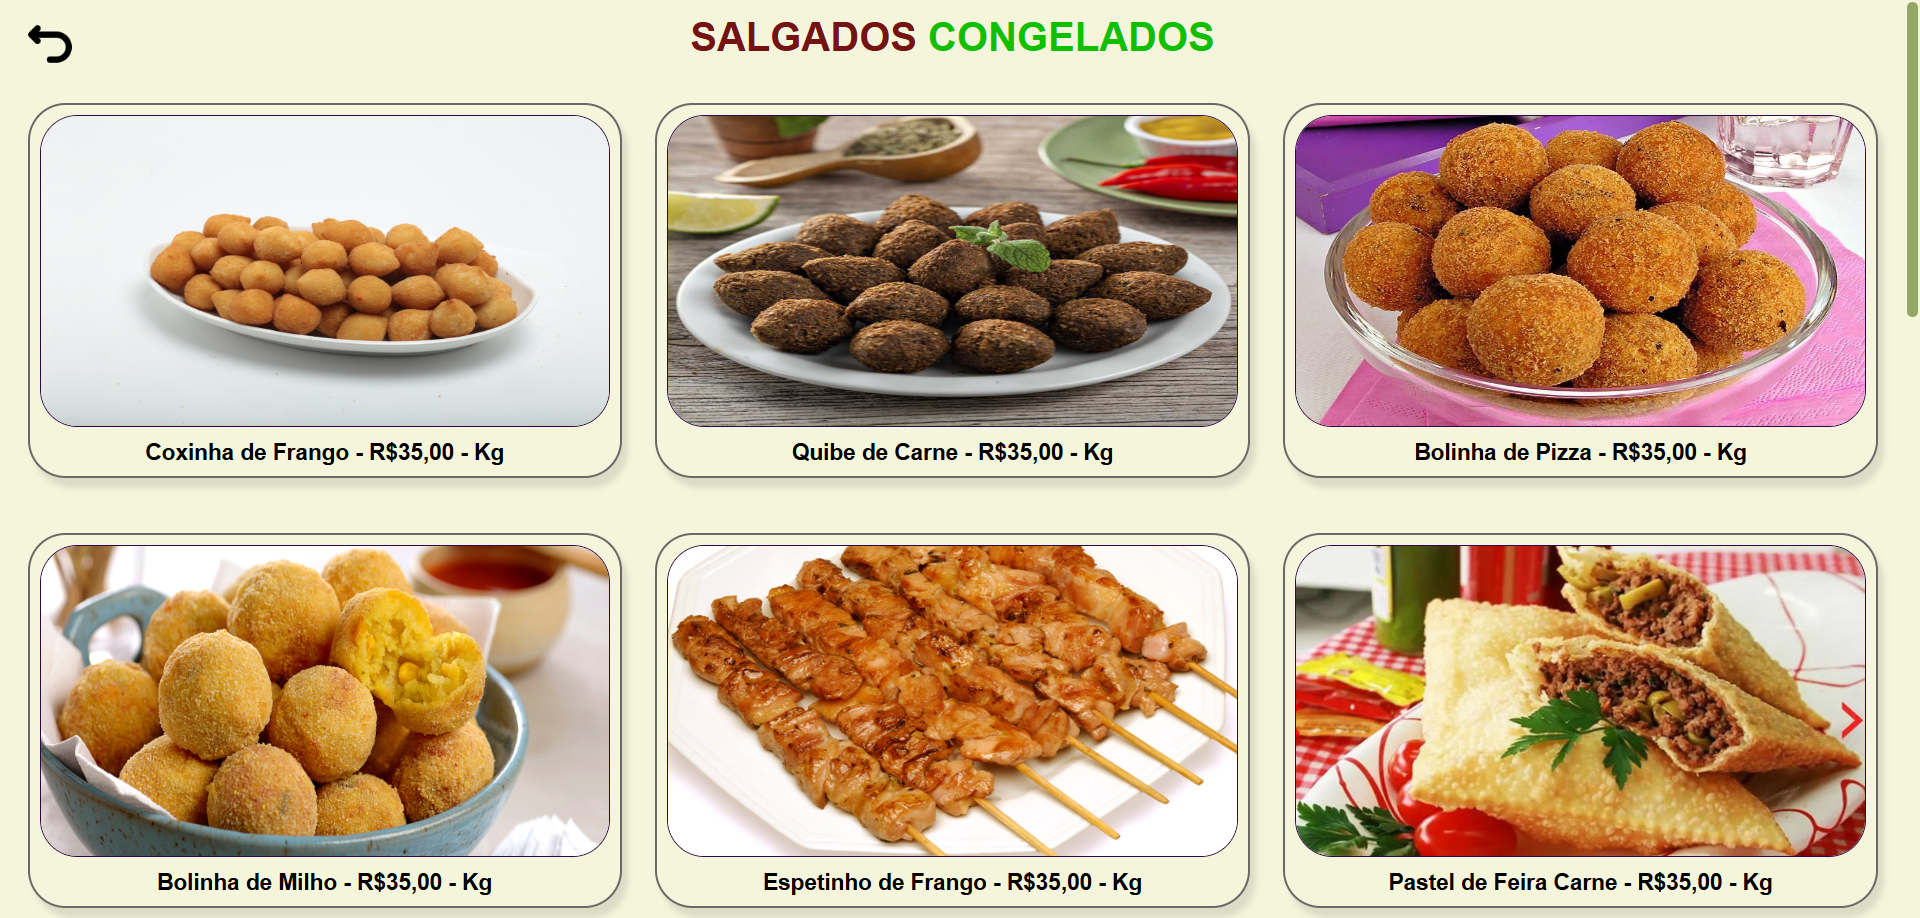 SALGADOS CONGELADOS
Coxinha de Frango - R$35,00 - Kg
Quibe de Carne - R$35,00 - Kg
Bolinha de Pizza - R$35,00 - Kg
Bolinha de Milho - R$35,00 - Kg
Espetinho de Frango - R$35,00 - Kg
Pastel de Feira Carne - R$35,00 - Kg